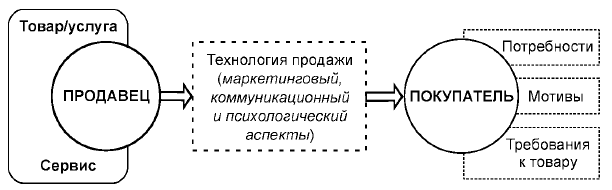 Товар/услуга
ПРОДАВЕЦ
Сервис
Технология продажи
(маркетинговый,
коммуникационный
и психологический
аспекты)
ПОКУПАТЕЛЬ
Потребности
Мотивы
Требования
к товару